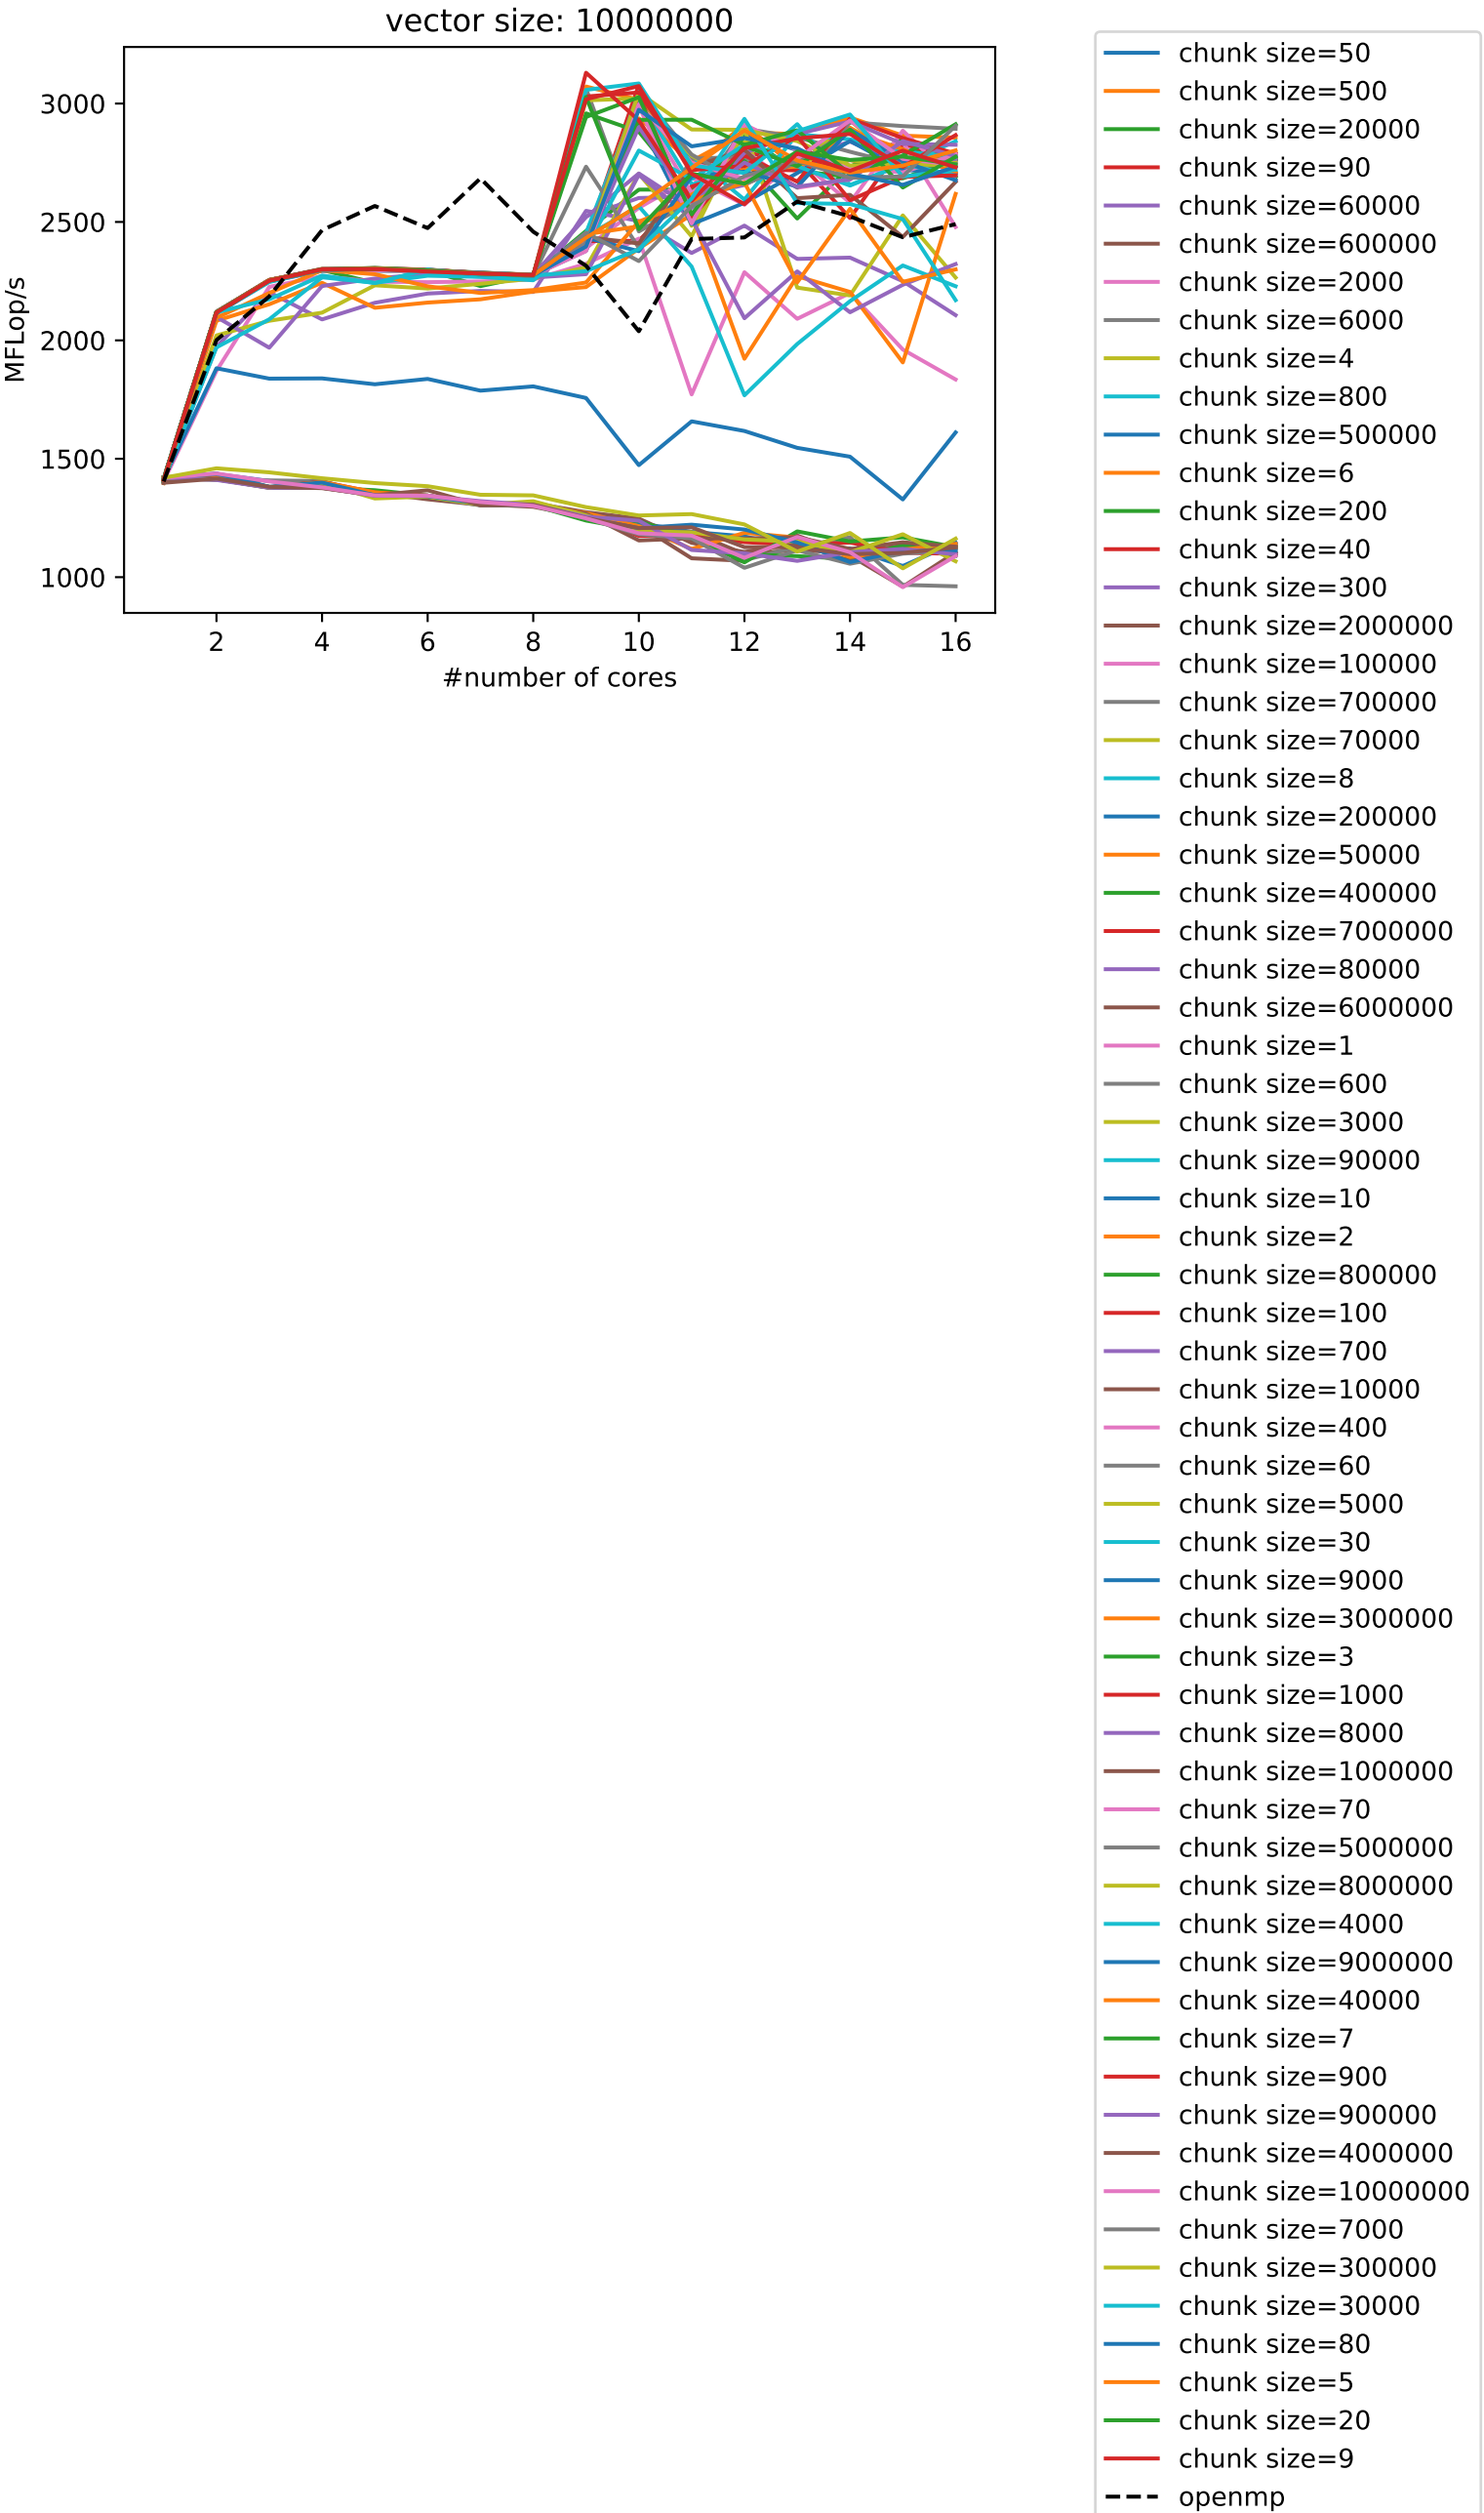 vector size: 10000000
MFLop/s
3000
2500
2000
1500
1000
2 4 6 8 10 12 14 16
#number of cores
chunk size=50
chunk size=500
chunk size=20000
chunk size=90
chunk size=60000
chunk size=600000
chunk size=2000
chunk size=6000
chunk size=4
chunk size=800
chunk size=500000
chunk size=6
chunk size=200
chunk size=40
chunk size=300
chunk size=2000000
chunk size=100000
chunk size=700000
chunk size=70000
chunk size=8
chunk size=200000
chunk size=50000
chunk size=400000
chunk size=7000000
chunk size=80000
chunk size=6000000
chunk size=1
chunk size=600
chunk size=3000
chunk size=90000
chunk size=10
chunk size=2
chunk size=800000
chunk size=100
chunk size=700
chunk size=10000
chunk size=400
chunk size=60
chunk size=5000
chunk size=30
chunk size=9000
chunk size=3000000
chunk size=3
chunk size=1000
chunk size=8000
chunk size=1000000
chunk size=70
chunk size=5000000
chunk size=8000000
chunk size=4000
chunk size=9000000
chunk size=40000
chunk size=7
chunk size=900
chunk size=900000
chunk size=4000000
chunk size=10000000
chunk size=7000
chunk size=300000
chunk size=30000
chunk size=80
chunk size=5
chunk size=20
chunk size=9
openmp